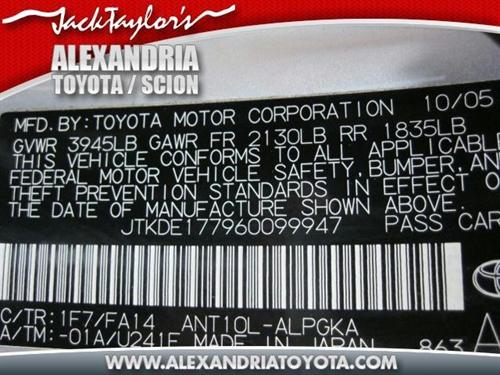 Jack Taylor's
ALEXANDRIA
TOYOTA / SCION
MFD.BY:TOYOTA MOTOR CORPORATION 10/05
GVWR 3945LB GAWR FR 2130LB RR 1835LB
THIS VEHICLE CONFORMS TO ALL APPLICABLE
FEDERAL MOTOR VEHICLE SAFETY, BUMPER, AND
THEFT PREVENTION STANDARDS IN EFFECT O
THE DATE OF MANUFACTURE SHOWN ABOVE.
JTKDE177960099947 PASS CAR
C/TR:1F7/FA14 ANT10L-ALPGKA
A/TM:-01A/U241E MADE IN JAPAN 863 A
TOYOTA
WWW.ALEXANDRIATOYOTA.COM